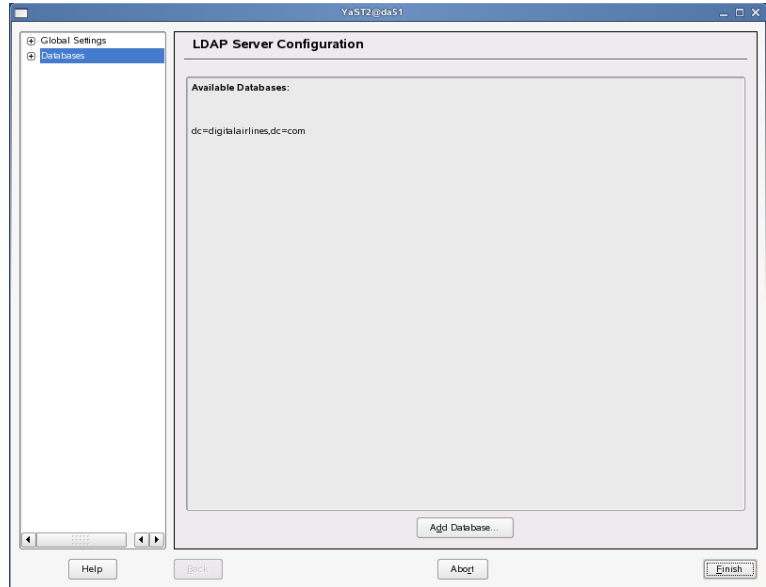 YaST2@da51
Global Settings
Databases
LDAP Server Configuration
Available Databases:
dc=digitalairlines,dc=com
Add Database...
Help
Back
Abort
Finish